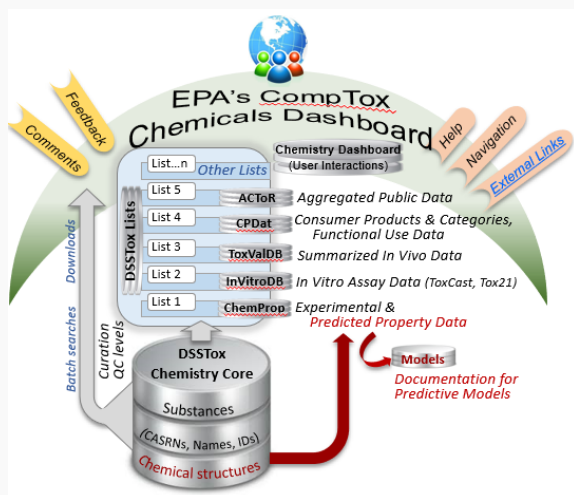 EPA's CompTox
Chemicals Dashboard
Comments
Feedback
Help
Navigation
External Links
List...n
Other Lists
Chemistry Dashboard
(User Interactions)
DSSTox Lists
List 5
ACToR
Aggregated Public Data
List 4
CPDat
Consumer Products & Categories,
Functional Use Data
List 3
ToxValDB
Summarized In Vivo Data
List 2
InVitroDB
In Vitro Assay Data (ToxCast, Tox21)
List 1
ChemProp
Experimental &
Predicted Property Data
Models
Documentation for
Predictive Models
Batch searches
Downloads
Curation
QC levels
DSSTox
Chemistry Core
Substances
(CASRNs, Names, IDs)
Chemical structures